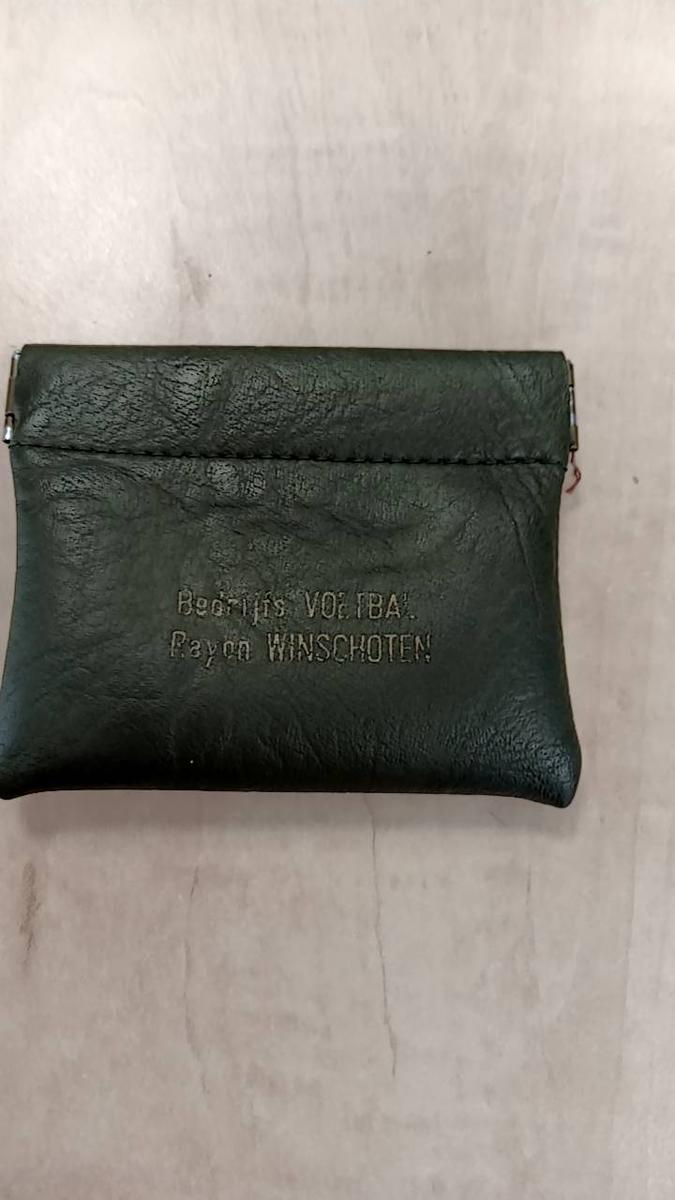 Bedrijfs VOETBAL
Rayon WINSCHOTEN